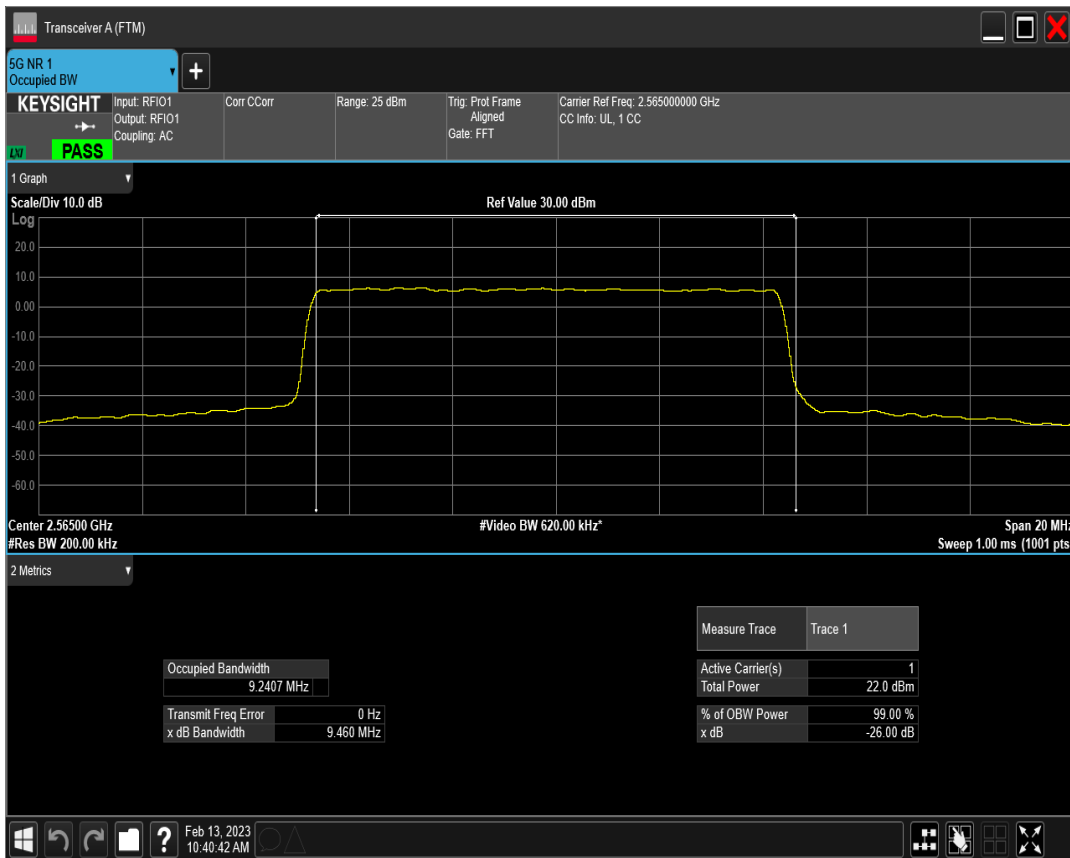 Transceiver A (FTM)
5G NR 1
Occupied BW
+
KEYSIGHT
LXI
PASS
Input: RFIO1
Output: RFIO1
Coupling: AC
Corr CCorr
Range: 25 dBm
Trig: Prot Frame
Aligned
Gate: FFT
Carrier Ref Freq: 2.565000000 GHz
CC Info: UL, 1 CC
1 Graph
Scale/Div 10.0 dB
Ref Value 30.00 dBm
Log
20.0
10.0
0.00
-10.0
-20.0
-30.0
-40.0
-50.0
-60.0
Center 2.56500 GHz
#Video BW 620.00 kHz*
Span 20 MHz
#Res BW 200.00 kHz
Sweep 1.00 ms (1001 pts
2 Metrics
Measure Trace Trace 1
Occupied Bandwidth
9.2407 MHz
Active Carrier(s) 1
Total Power 22.0 dBm
Transmit Freq Error 0 Hz
x dB Bandwidth 9.460 MHz
% of OBW Power 99.00 %
x dB -26.00 dB
?
Feb 13, 2023
10:40:42 AM